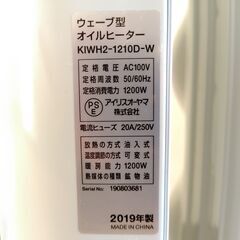 ウェーブ型
オイルヒーター
KIWH2-1210D-W
定格電圧 AC100V
定格周波数 50/60Hz
定格消費電力 1200W
PSE アイリスオーヤマ株式会社
電流ヒューズ 20A/250V
放熱の方式 油入式
温度調節の方式 可変式
暖房能力 1200W
熱媒体の種類 鉱物油
Serial No: 190803681
2019年製
MADE IN CHINA